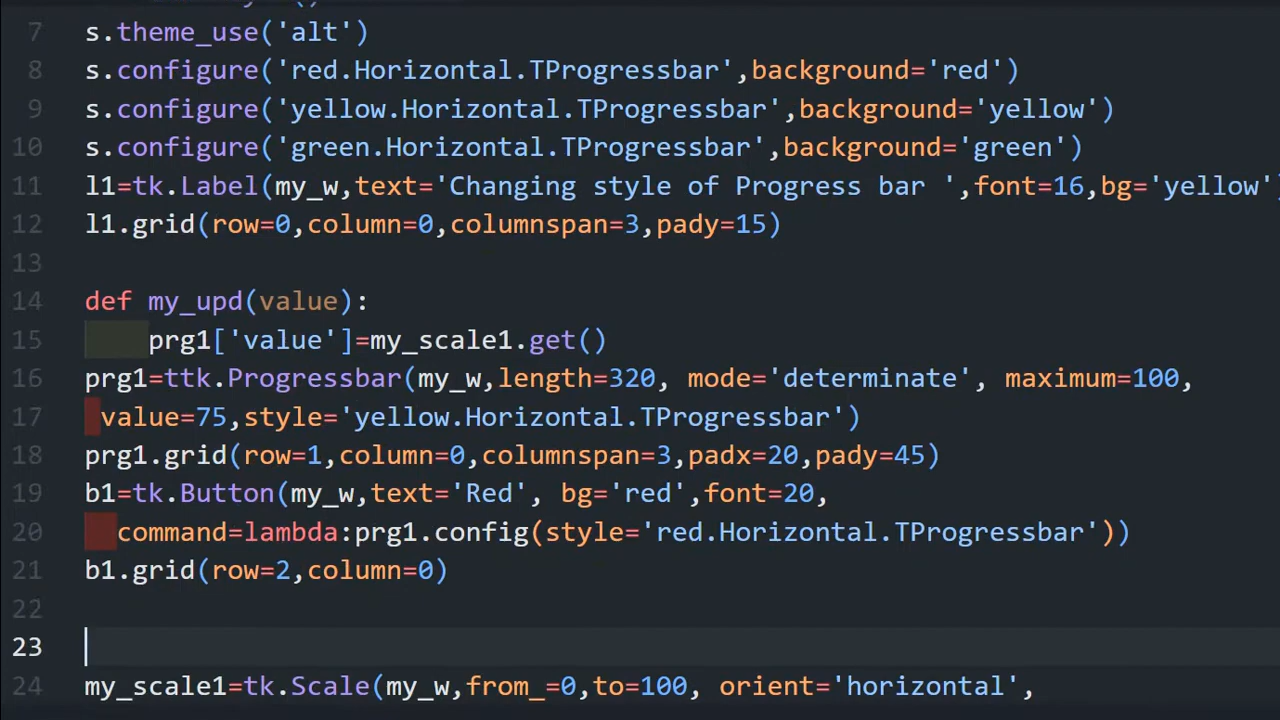 7 s.theme_use('alt')
8 s.configure('red.Horizontal.TProgressbar',background='red')
9 s.configure('yellow.Horizontal.TProgressbar',background='yellow')
10 s.configure('green.Horizontal.TProgressbar',background='green')
11 l1=tk.Label(my_w,text='Changing style of Progress bar ',font=16,bg='yellow'
12 l1.grid(row=0,column=0,columnspan=3,pady=15)
13
14 def my_upd(value):
15     prg1['value']=my_scale1.get()
16 prg1=ttk.Progressbar(my_w,length=320, mode='determinate', maximum=100,
17  value=75,style='yellow.Horizontal.TProgressbar')
18 prg1.grid(row=1,column=0,columnspan=3,padx=20,pady=45)
19 b1=tk.Button(my_w,text='Red', bg='red',font=20,
20   command=lambda:prg1.config(style='red.Horizontal.TProgressbar'))
21 b1.grid(row=2,column=0)
22
23
24 my_scale1=tk.Scale(my_w,from_=0,to=100, orient='horizontal',